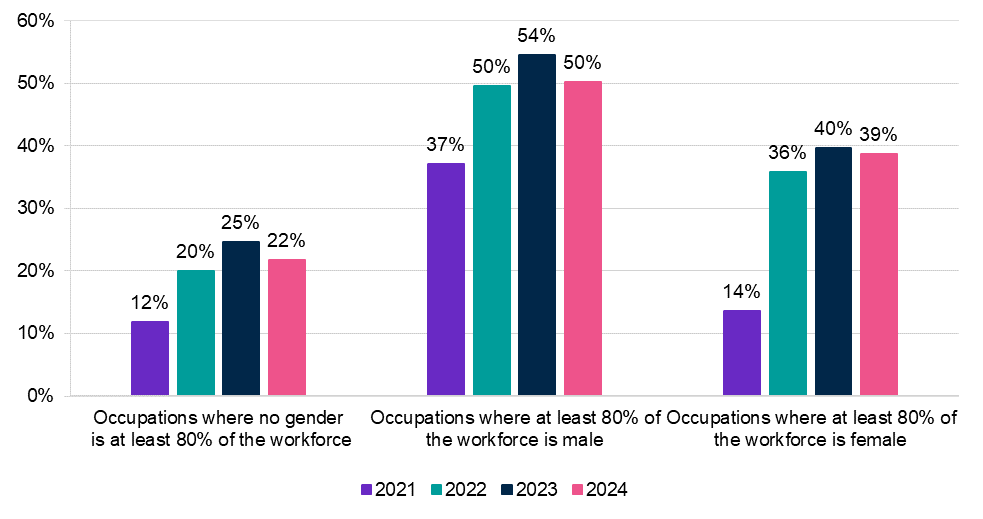 60%
50%
40%
30%
20%
10%
0%
12%
20%
25%
22%
37%
50%
54%
50%
14%
36%
40%
39%
Occupations where no gender
is at least 80% of the workforce
Occupations where at least 80% of
the workforce is male
Occupations where at least 80% of
the workforce is female
2021 2022 2023 2024